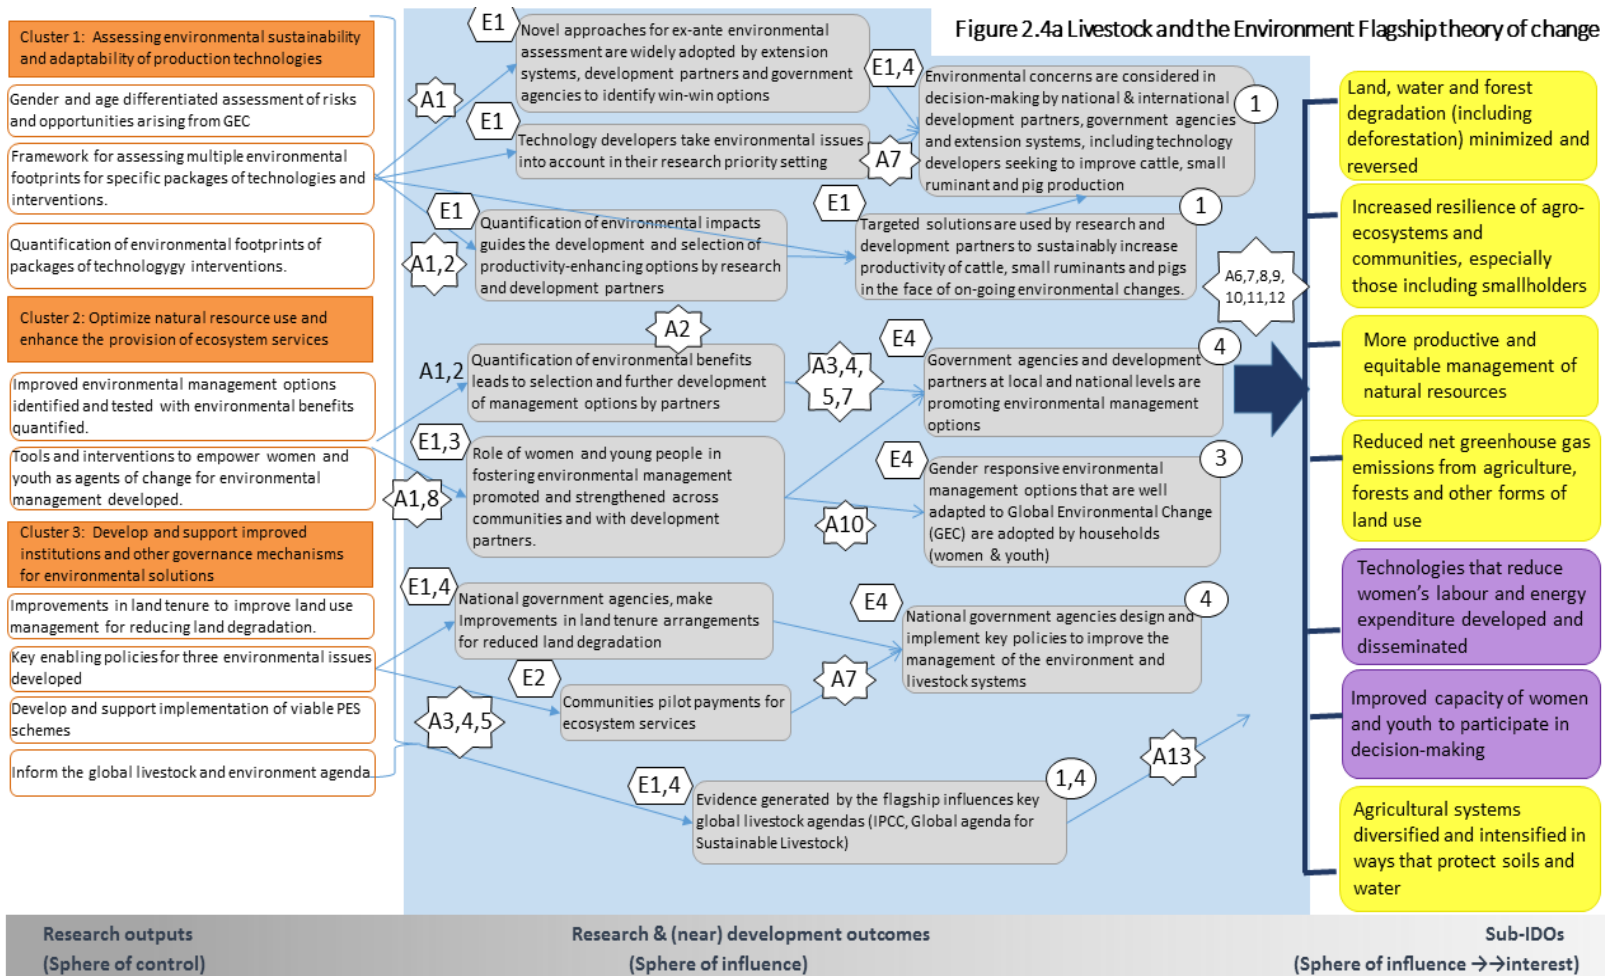 Figure 2.4a Livestock and the Environment Flagship theory of change
Cluster 1: Assessing environmental sustainability
and adaptability of production technologies
Gender and age differentiated assessment of risks
and opportunities arising from GEC
Framework for assessing multiple environmental
footprints for specific packages of technologies and
interventions.
Quantification of environmental footprints of
packages of technologygy interventions.
Cluster 2: Optimize natural resource use and
enhance the provision of ecosystem services
Improved environmental management options
identified and tested with environmental benefits
quantified.
Tools and interventions to empower women and
youth as agents of change for environmental
management developed.
Cluster 3: Develop and support improved
institutions and other governance mechanisms
for environmental solutions
Improvements in land tenure to improve land use
management for reducing land degradation.
Key enabling policies for three environmental issues
developed
Develop and support implementation of viable PES
schemes
Inform the global livestock and environment agenda
A1
A1,2
A1,2
A1,8
A3,4,5
E1
Novel approaches for ex-ante environmental
assessment are widely adopted by extension
systems, development partners and government
agencies to identify win-win options
E1
Technology developers take environmental issues
into account in their research priority setting
E1
Quantification of environmental impacts
guides the development and selection of
productivity-enhancing options by research
and development partners
A2
Quantification of environmental benefits
leads to selection and further development
of management options by partners
E1,3
Role of women and young people in
fostering environmental management
promoted and strengthened across
communities and with development
partners.
E1,4
National government agencies, make
Improvements in land tenure arrangements
for reduced land degradation
E2
Communities pilot payments for
ecosystem services
E1,4
1,4
Evidence generated by the flagship influences key
global livestock agendas (IPCC, Global agenda for
Sustainable Livestock)
E1,4
A7
1
Environmental concerns are considered in
decision-making by national & international
development partners, government agencies
and extension systems, including technology
developers seeking to improve cattle, small
ruminant and pig production
E1
1
Targeted solutions are used by research and
development partners to sustainably increase
productivity of cattle, small ruminants and pigs
in the face of on-going environmental changes.
A3,4,
5,7
E4
4
Government agencies and development
partners at local and national levels are
promoting environmental management
options
A10
E4
3
Gender responsive environmental
management options that are well
adapted to Global Environmental Change
(GEC) are adopted by households
(women & youth)
A7
E4
4
National government agencies design and
implement key policies to improve the
management of the environment and
livestock systems
A13
A6,7,8,9,
10,11,12
Land, water and forest
degradation (including
deforestation) minimized and
reversed
Increased resilience of agro-
ecosystems and
communities, especially
those including smallholders
More productive and
equitable management of
natural resources
Reduced net greenhouse gas
emissions from agriculture,
forests and other forms of
land use
Technologies that reduce
women’s labour and energy
expenditure developed and
disseminated
Improved capacity of women
and youth to participate in
decision-making
Agricultural systems
diversified and intensified in
ways that protect soils and
water
Research outputs
(Sphere of control)
Research & (near) development outcomes
(Sphere of influence)
Sub-IDOs
(Sphere of influence →→interest)